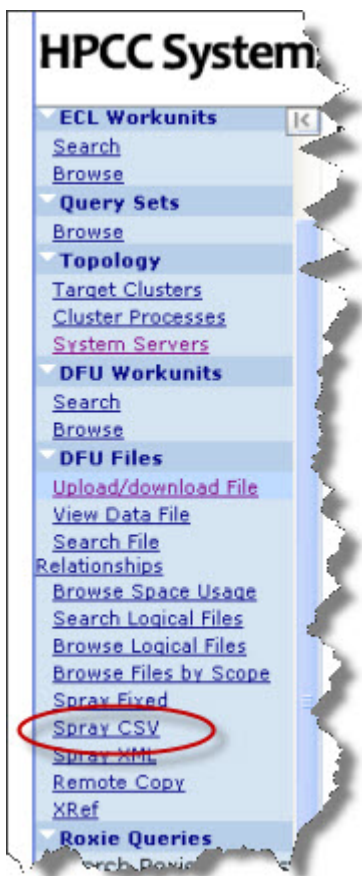 HPCC System
ECL Workunits
Search
Browse
Query Sets
Browse
Topology
Target Clusters
Cluster Processes
System Servers
DFU Workunits
Search
Browse
DFU Files
Upload/download File
View Data File
Search File
Relationships
Browse Space Usage
Search Logical Files
Browse Logical Files
Browse Files by Scope
Spray Fixed
Spray CSV
Spray XML
Remote Copy
XRef
Roxie Queries